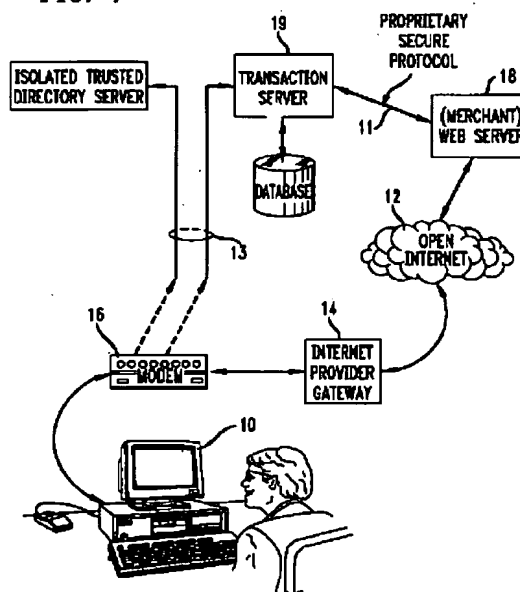 19
PROPRIETARY
SECURE
PROTOCOL
ISOLATED TRUSTED
DIRECTORY SERVER
TRANSACTION
SERVER
18
(MERCHANT)
WEB SERVER
11
DATABASE
12
OPEN
INTERNET
13
16
MODEM
14
INTERNET
PROVIDER
GATEWAY
10